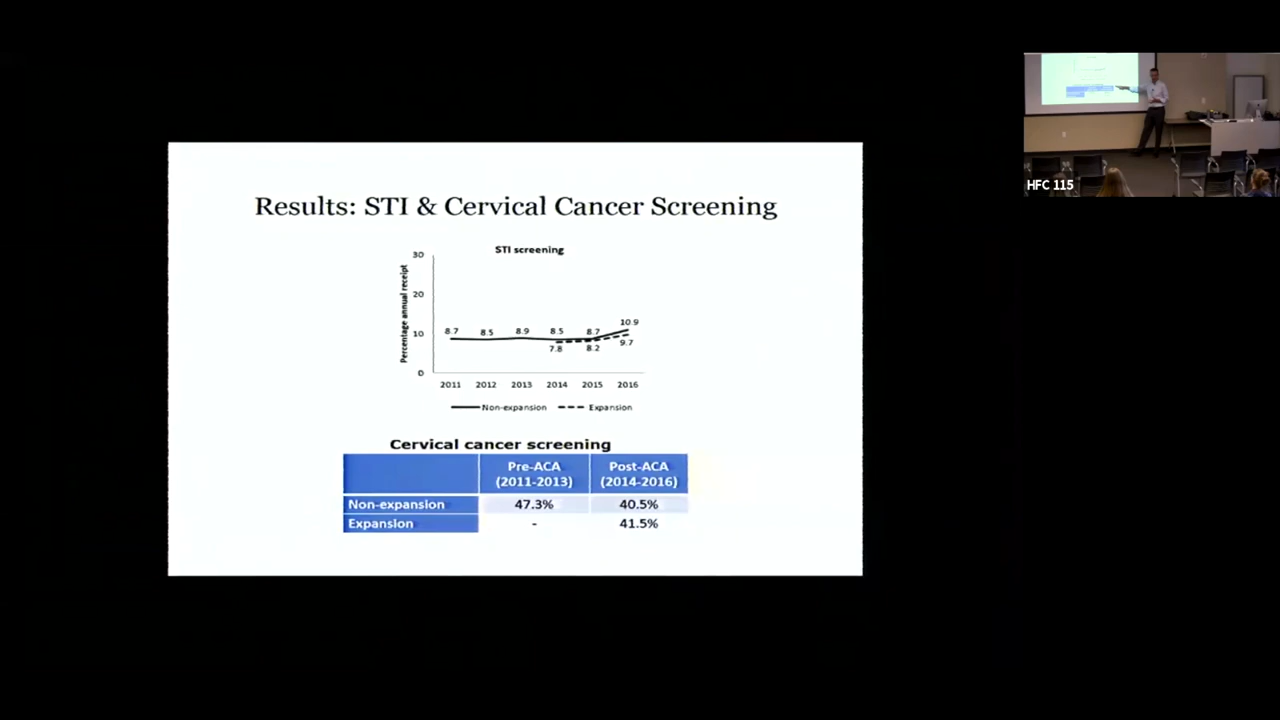 Results: STI & Cervical Cancer Screening
STI screening
Percentage annual receipt
30
20
10
0
8.7 8.5 8.9 8.5 8.7 10.9
7.8 8.2 9.7
2011 2012 2013 2014 2015 2016
Non-expansion Expansion
Cervical cancer screening
Pre-ACA Post-ACA
(2011-2013) (2014-2016)
Non-expansion 47.3% 40.5%
Expansion - 41.5%
HFC 115